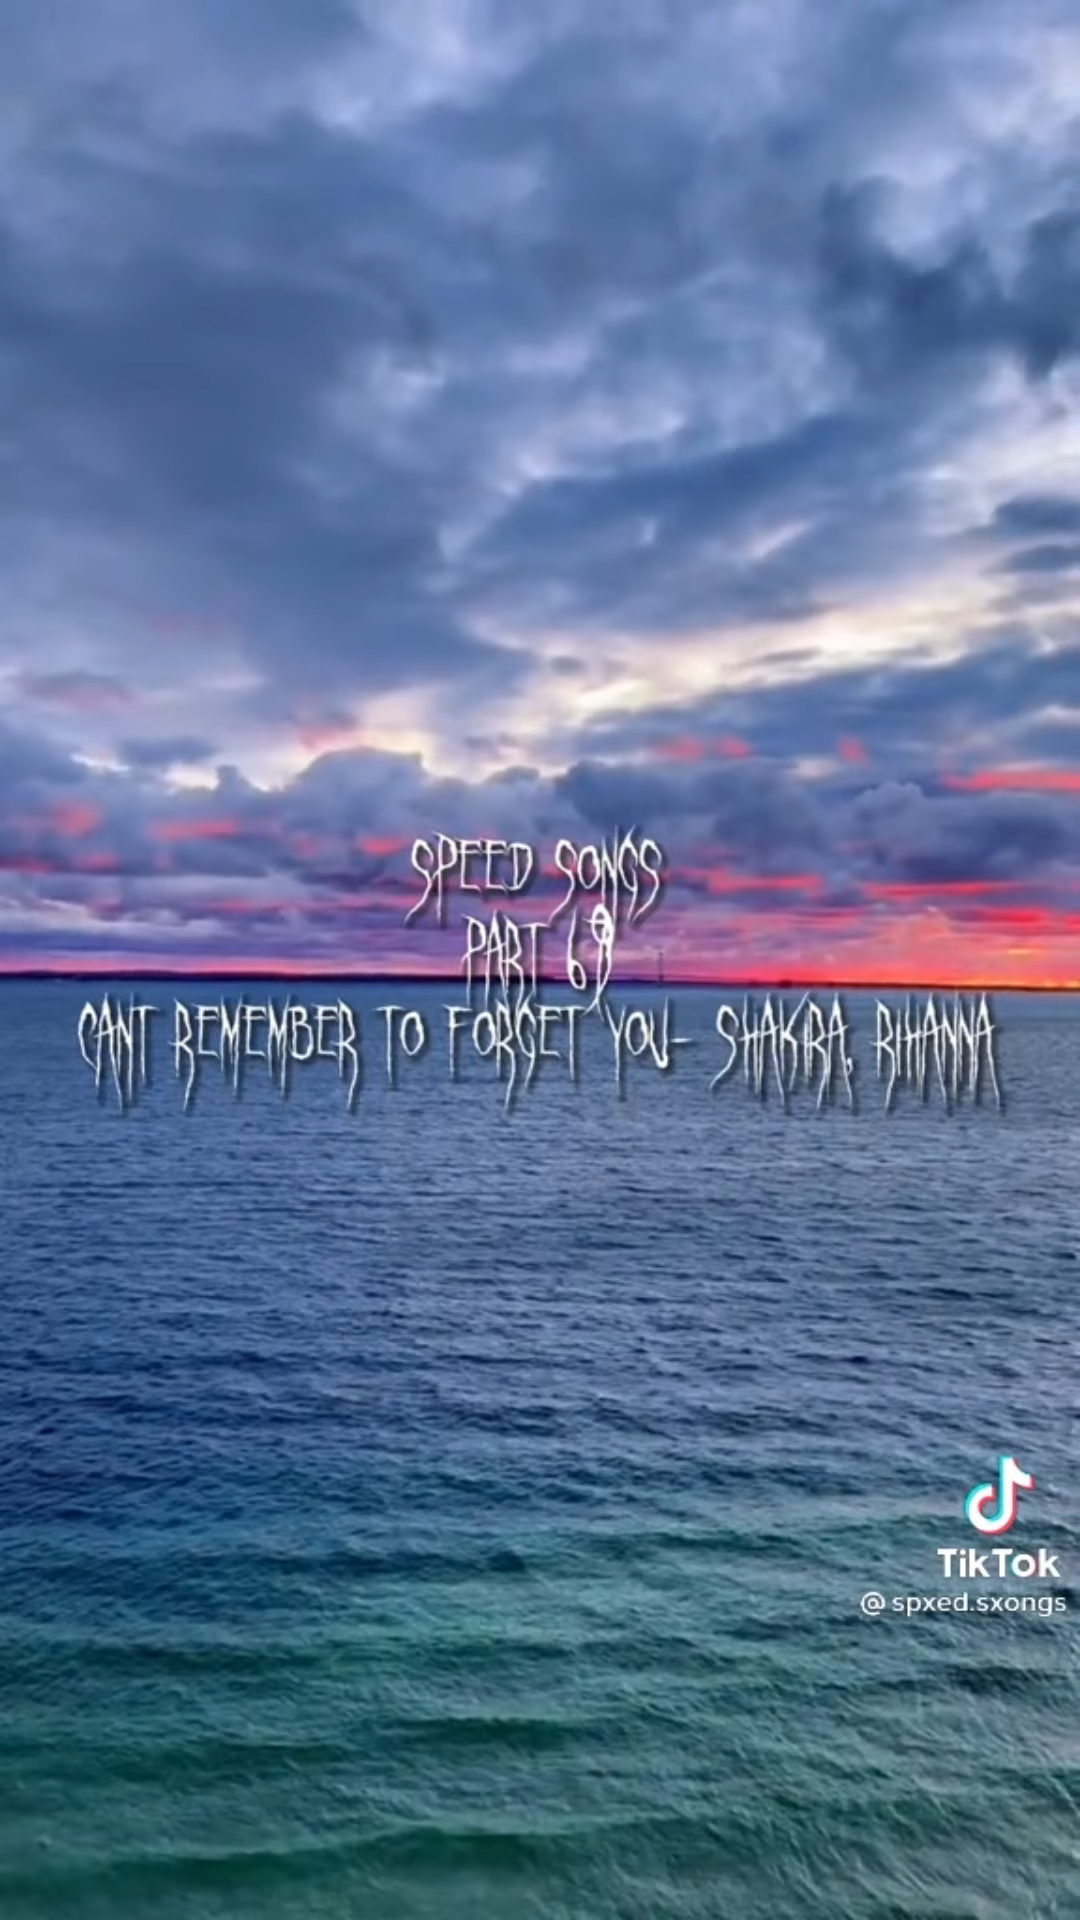 SPEED SONGS
PART 69
CANT REMEMBER TO FORGET YOU- SHAKIRA, RIHANNA
TikTok
@spxed.sxongs